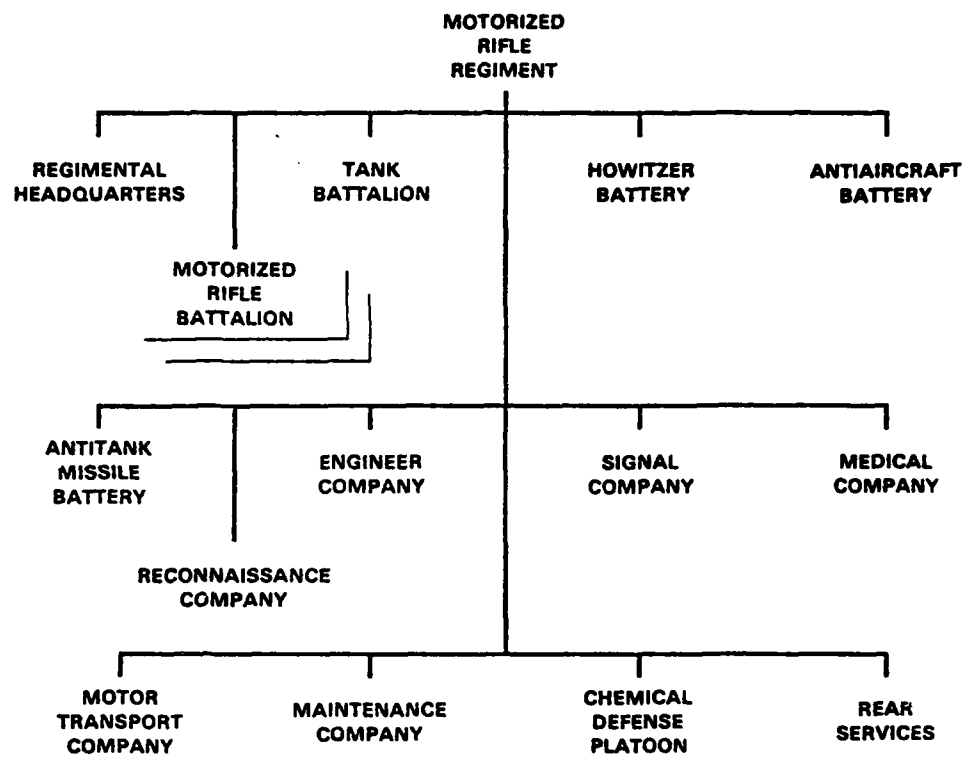 MOTORIZED
RIFLE
REGIMENT
REGIMENTAL
HEADQUARTERS
TANK
BATTALION
HOWITZER
BATTERY
ANTIAIRCRAFT
BATTERY
MOTORIZED
RIFLE
BATTALION
ANTITANK
MISSILE
BATTERY
ENGINEER
COMPANY
SIGNAL
COMPANY
MEDICAL
COMPANY
RECONNAISSANCE
COMPANY
MOTOR
TRANSPORT
COMPANY
MAINTENANCE
COMPANY
CHEMICAL
DEFENSE
PLATOON
REAR
SERVICES